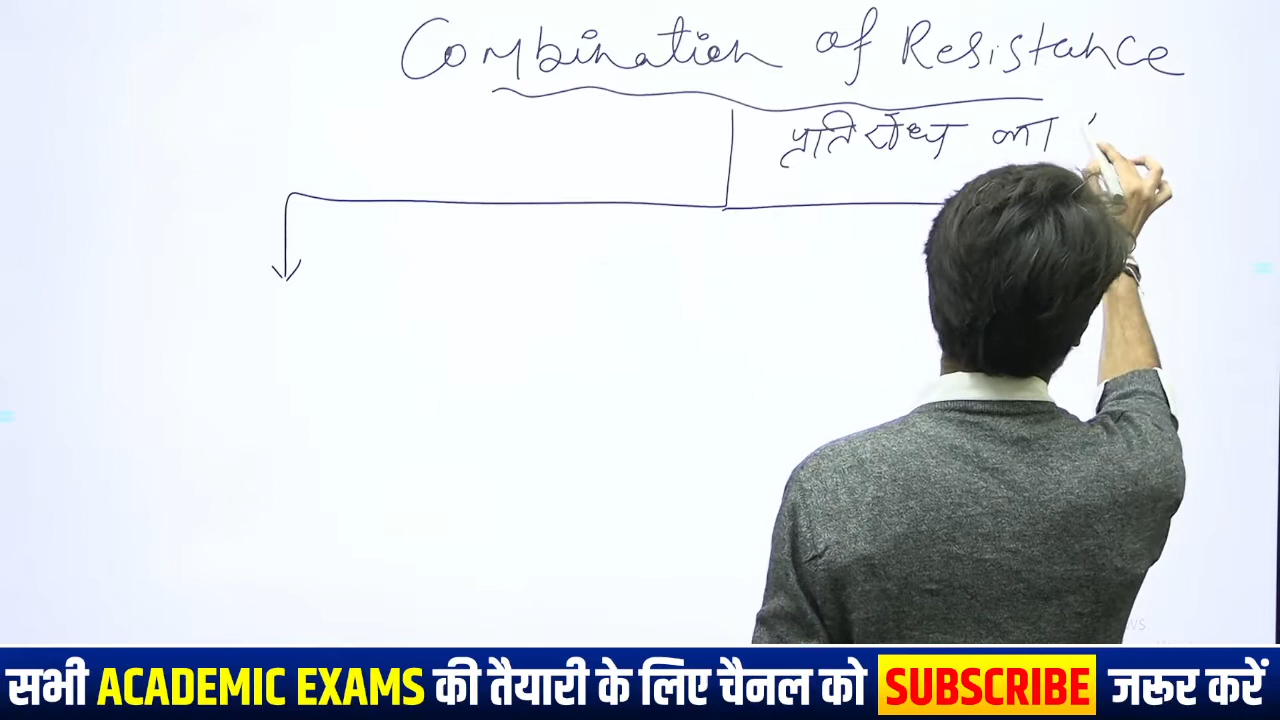 Combination of Resistance
प्रतिरोध का
सभी ACADEMIC EXAMS की तैयारी के लिए चैनल को SUBSCRIBE जरूर करें